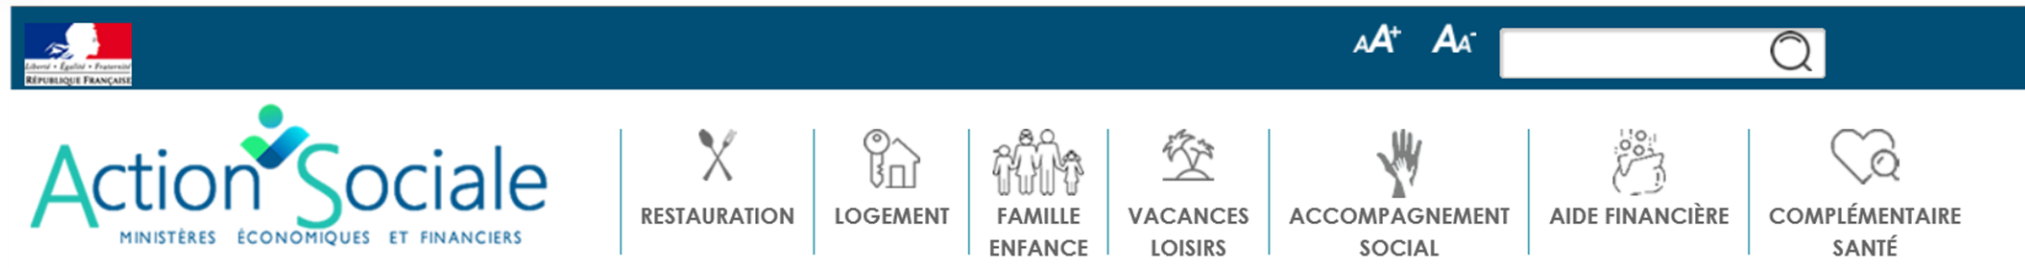 Liberté • Égalité • Fraternité
RÉPUBLIQUE FRANÇAISE
AA+ AA-
Action Sociale
MINISTÈRES ÉCONOMIQUES ET FINANCIERS
RESTAURATION
LOGEMENT
FAMILLE
ENFANCE
VACANCES
LOISIRS
ACCOMPAGNEMENT
SOCIAL
AIDE FINANCIÈRE
COMPLÉMENTAIRE
SANTÉ